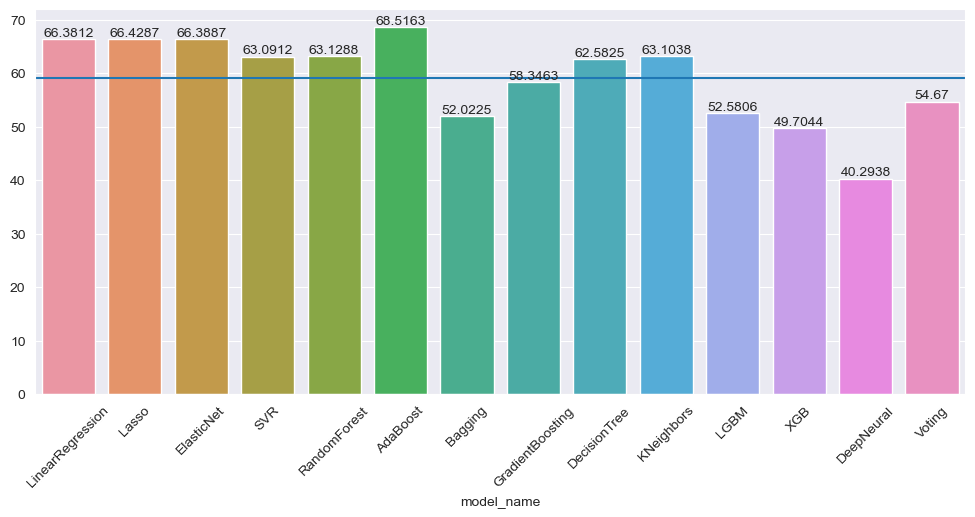 70
60
50
40
30
20
10
0
66.3812
66.4287
66.3887
63.0912
63.1288
68.5163
52.0225
58.3463
62.5825
63.1038
52.5806
49.7044
40.2938
54.67
LinearRegression
Lasso
ElasticNet
SVR
RandomForest
AdaBoost
Bagging
GradientBoosting
DecisionTree
KNeighbors
LGBM
XGB
DeepNeural
Voting
model_name